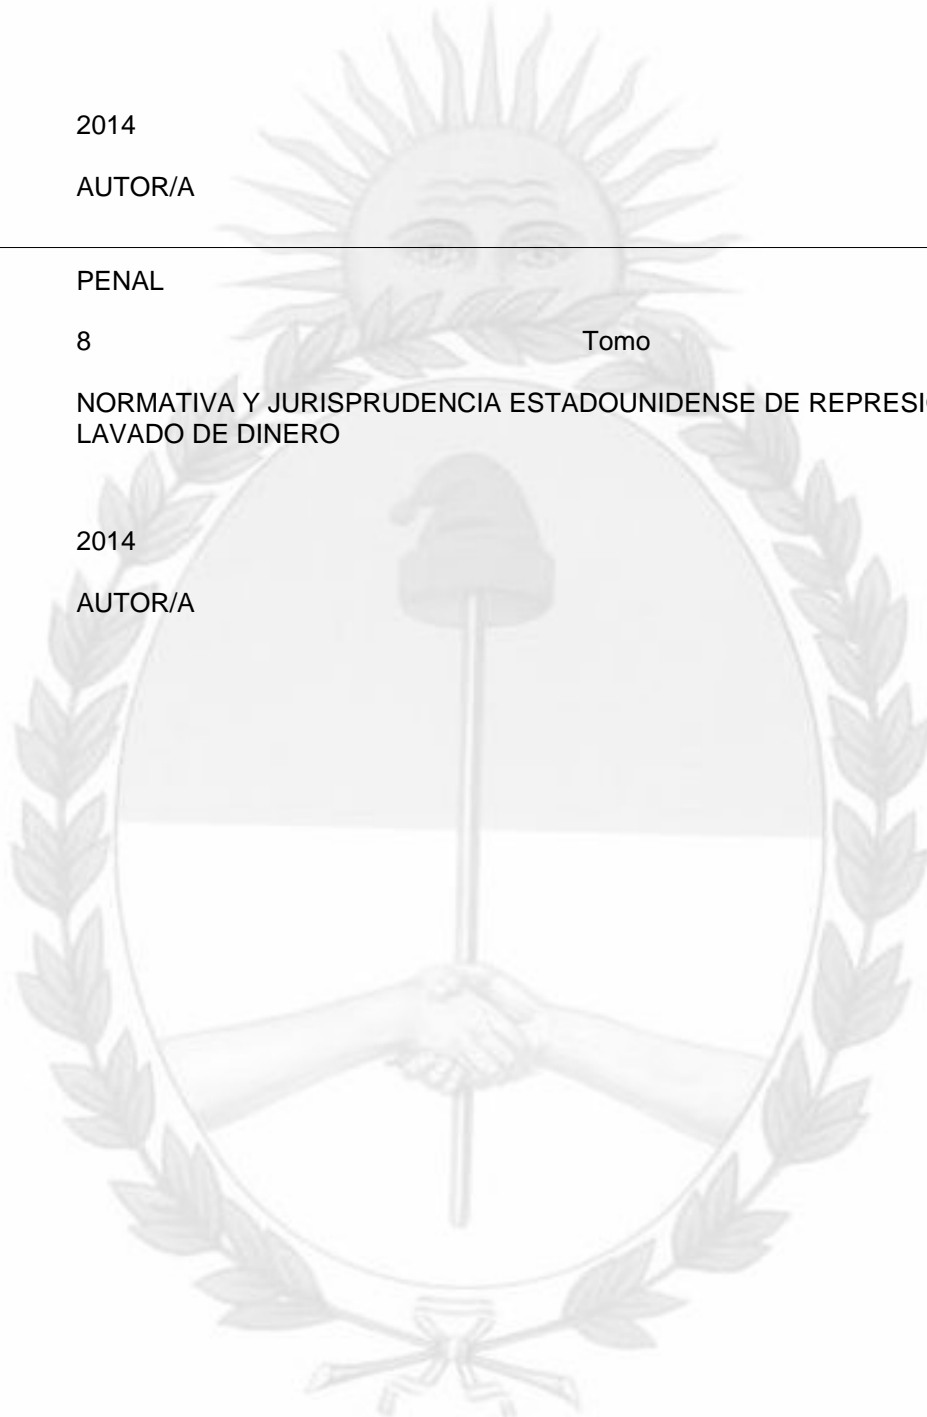 2014
AUTOR/A
PENAL
8 Tomo
NORMATIVA Y JURISPRUDENCIA ESTADOUNIDENSE DE REPRESI
LAVADO DE DINERO
2014
AUTOR/A